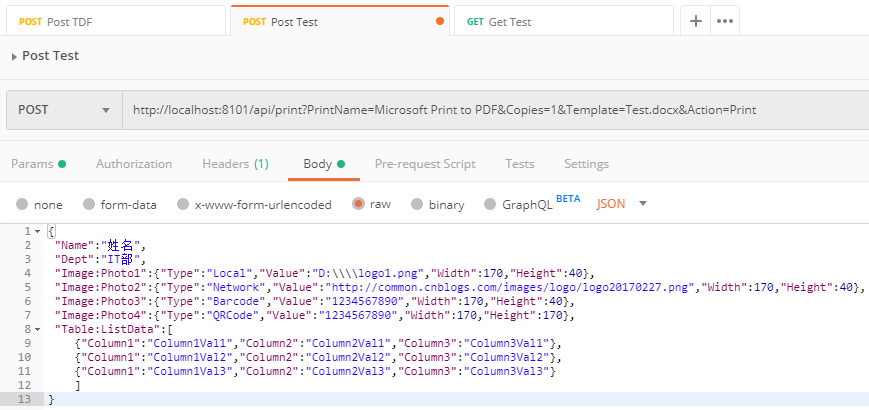 POST Post TDF POST Post Test GET Get Test
Post Test
POST http://localhost:8101/api/print?PrintName=Microsoft Print to PDF&Copies=1&Template=Test.docx&Action=Print
Params Authorization Headers (1) Body Pre-request Script Tests Settings
none form-data x-www-form-urlencoded raw binary GraphQL BETA JSON
1 {
2 "Name":"姓名",
3 "Dept":"IT部",
4 "Image:Photo1":{"Type":"Local","Value":"D:\\\\logo1.png","Width":170,"Height":40},
5 "Image:Photo2":{"Type":"Network","Value":"http://common.cnblogs.com/images/logo/logo20170227.png","Width":170,"Height":40},
6 "Image:Photo3":{"Type":"Barcode","Value":"1234567890","Width":170,"Height":40},
7 "Image:Photo4":{"Type":"QRCode","Value":"1234567890","Width":170,"Height":170},
8 "Table:ListData":[
9 {"Column1":"Column1Val1","Column2":"Column2Val1","Column3":"Column3Val1"},
10 {"Column1":"Column1Val2","Column2":"Column2Val2","Column3":"Column3Val2"},
11 {"Column1":"Column1Val3","Column2":"Column2Val3","Column3":"Column3Val3"}
12 ]
13 }